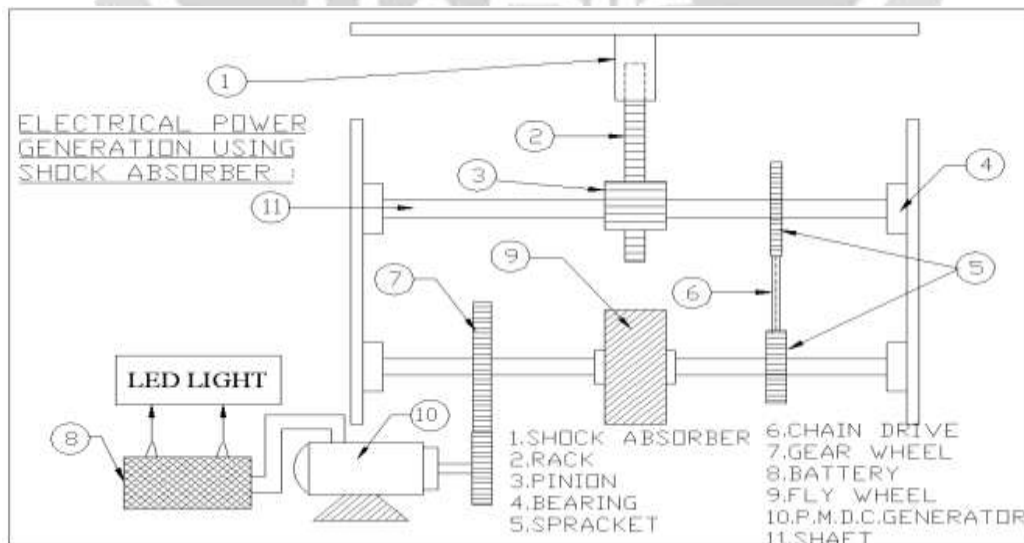 ELECTRICAL POWER
GENERATION USING
SHOCK ABSORBER :
1
2
3
4
11
5
6
7
9
LED LIGHT
8
10
1.SHOCK ABSORBER
2.RACK
3.PINION
4.BEARING
5.SPRACKET
6.CHAIN DRIVE
7.GEAR WHEEL
8.BATTERY
9.FLY WHEEL
10.P.M.D.C.GENERATOR
11.SHAFT